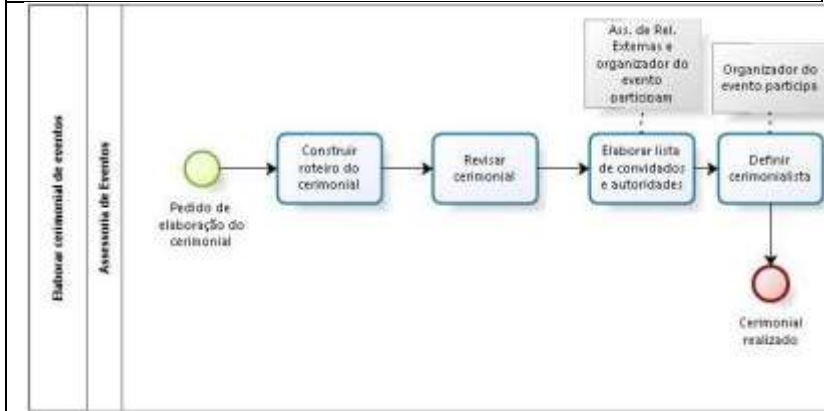 Elaborar cerimonial de eventos
Assessoria de Eventos
Pedido de
elaboração do
cerimonial
Construir
roteiro do
cerimonial
Revisar
cerimonial
Ass. de Rel.
Externas e
organizador do
evento
participam
Elaborar lista
de convidados
e autoridades
Organizador do
evento participa
Definir
cerimonialista
Cerimonial
realizado